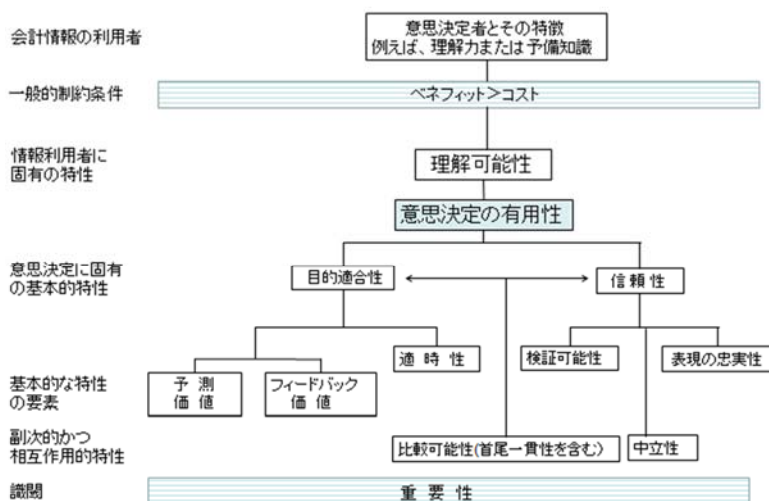 会計情報の利用者
意思決定者とその特徴
例えば、理解力または予備知識
一般的制約条件
ベネフィット>コスト
情報利用者に
固有の特性
理解可能性
意思決定の有用性
意思決定に固有
の基本的特性
目的適合性
信頼性
適時性
検証可能性
表現の忠実性
基本的な特性
の要素
予測
価値
フィードバック
価値
副次的かつ
相互作用的特性
比較可能性(首尾一貫性を含む)
中立性
識閾
重要性